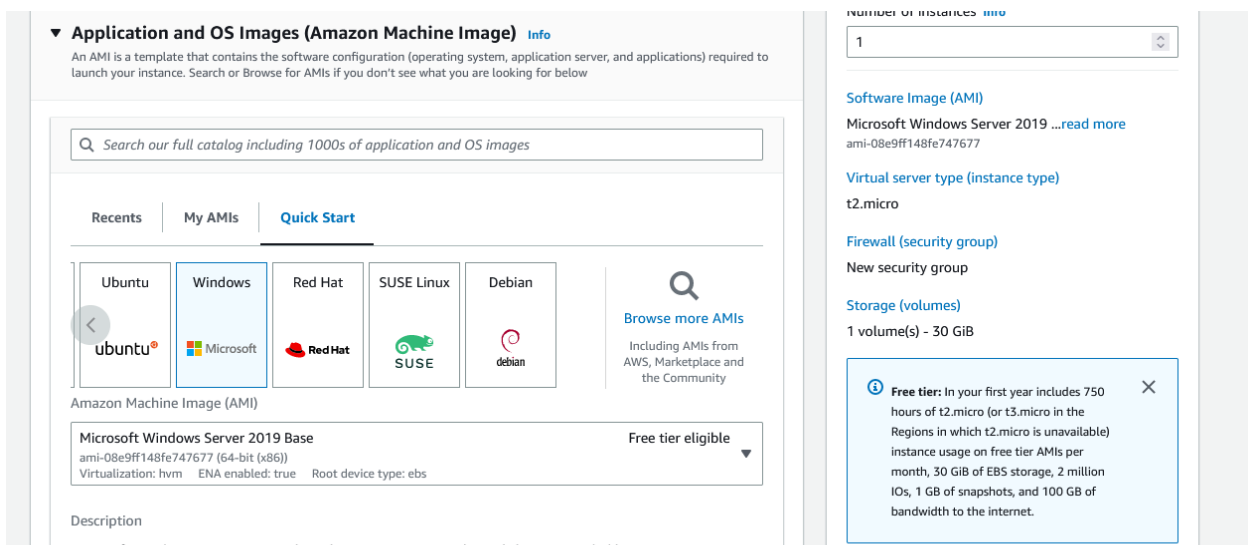 Application and OS Images (Amazon Machine Image) Info
An AMI is a template that contains the software configuration (operating system, application server, and applications) required to
launch your instance. Search or Browse for AMIs if you don't see what you are looking for below
Search our full catalog including 1000s of application and OS images
Recents
My AMIs
Quick Start
Ubuntu
ubuntu
Windows
Microsoft
Red Hat
Red Hat
SUSE Linux
SUSE
Debian
debian
Browse more AMIs
Including AMIs from
AWS, Marketplace and
the Community
Amazon Machine Image (AMI)
Microsoft Windows Server 2019 Base
Free tier eligible
ami-08e9ff148fe747677 (64-bit (x86))
Virtualization: hvm ENA enabled: true Root device type: ebs
Description
Number of instances Info
1
Software Image (AMI)
Microsoft Windows Server 2019 ...read more
ami-08e9ff148fe747677
Virtual server type (instance type)
t2.micro
Firewall (security group)
New security group
Storage (volumes)
1 volume(s) - 30 GiB
Free tier: In your first year includes 750
hours of t2.micro (or t3.micro in the
Regions in which t2.micro is unavailable)
instance usage on free tier AMIs per
month, 30 GiB of EBS storage, 2 million
IOs, 1 GB of snapshots, and 100 GB of
bandwidth to the internet.